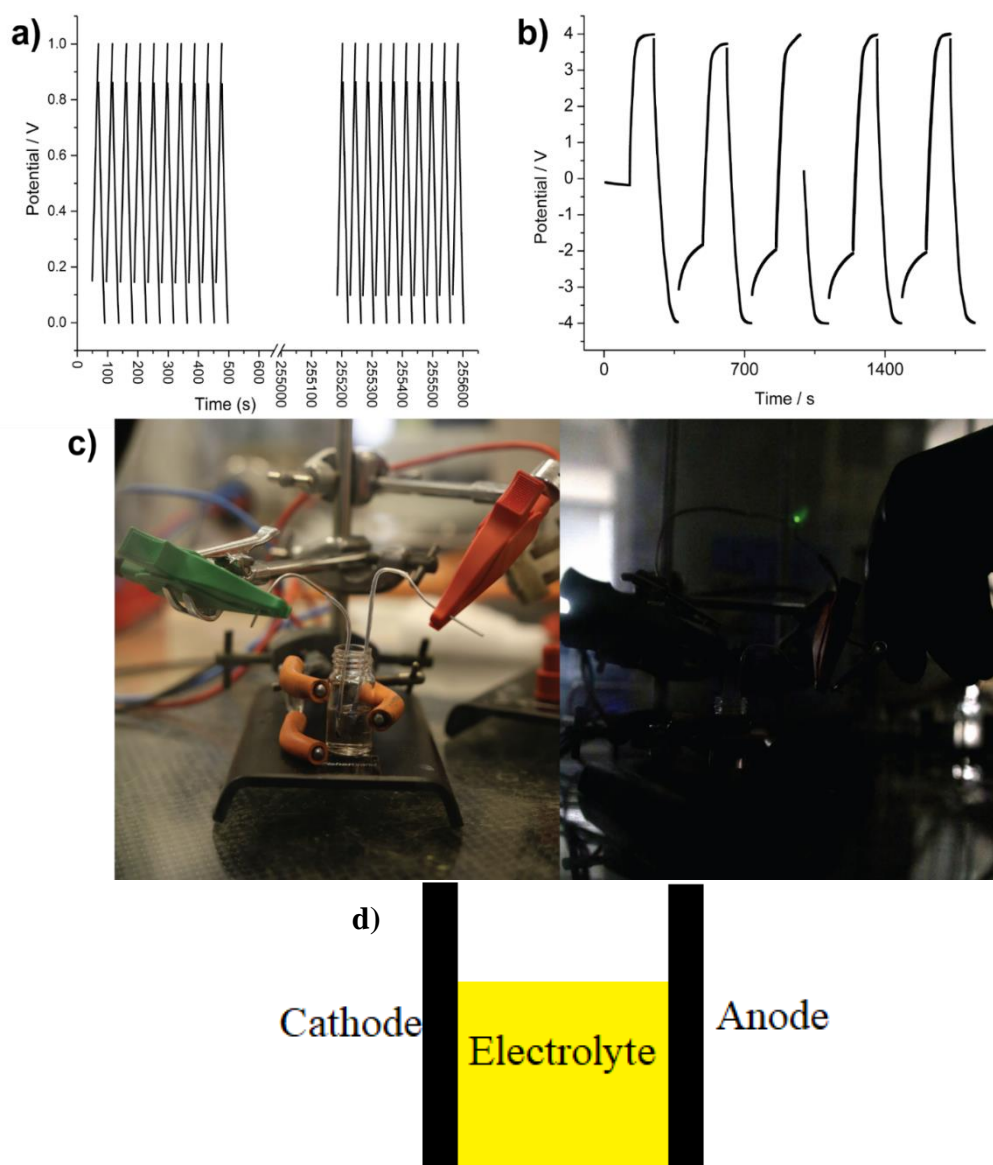 a)
Potential / V
1.0
0.8
0.6
0.4
0.2
0.0
0
100
200
300
400
500
600
255000
255100
255200
255300
255400
255500
255600
Time (s)
b)
Potential / V
4
3
2
1
0
-1
-2
-3
-4
0
700
1400
Time / s
c)
d)
Cathode
Electrolyte
Anode